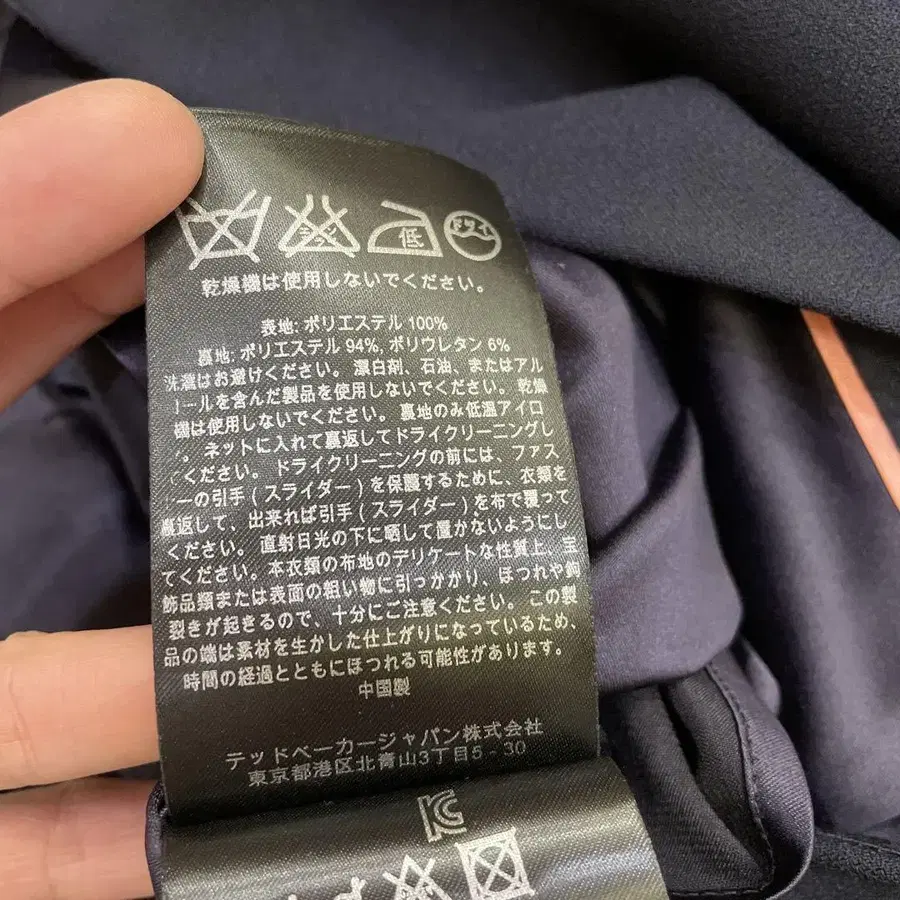 エンソサラシ
低
ドライ
乾燥機は使用しないでください。
表地: ポリエステル 100%
裏地: ポリエステル 94%, ポリウレタン 6%
洗濯はお避けください。漂白剤、石油、またはアル
ールを含んだ製品を使用しないでください。乾燥
機は使用しないでください。裏地のみ低温アイロ
。ネットに入れて裏返してドライクリーニングし
ください。ドライクリーニングの前には、ファス
ーの引手 (スライダー) を保護するために、衣類を
裏返して、出来れば引手 (スライダー) を布で覆って
ください。直射日光の下に晒して置かないようにし
てください。本衣類の布地のデリケートな性質上、宝
飾品類または表面の粗い物に引っかかり、ほつれや鉤
裂きが起きるので、十分にご注意ください。この製
品の端は素材を生かした仕上がりになっているため、
時間の経過とともにほつれる可能性があります。
中国製
テッドベーカージャパン株式会社
東京都港区北青山3丁目5-30